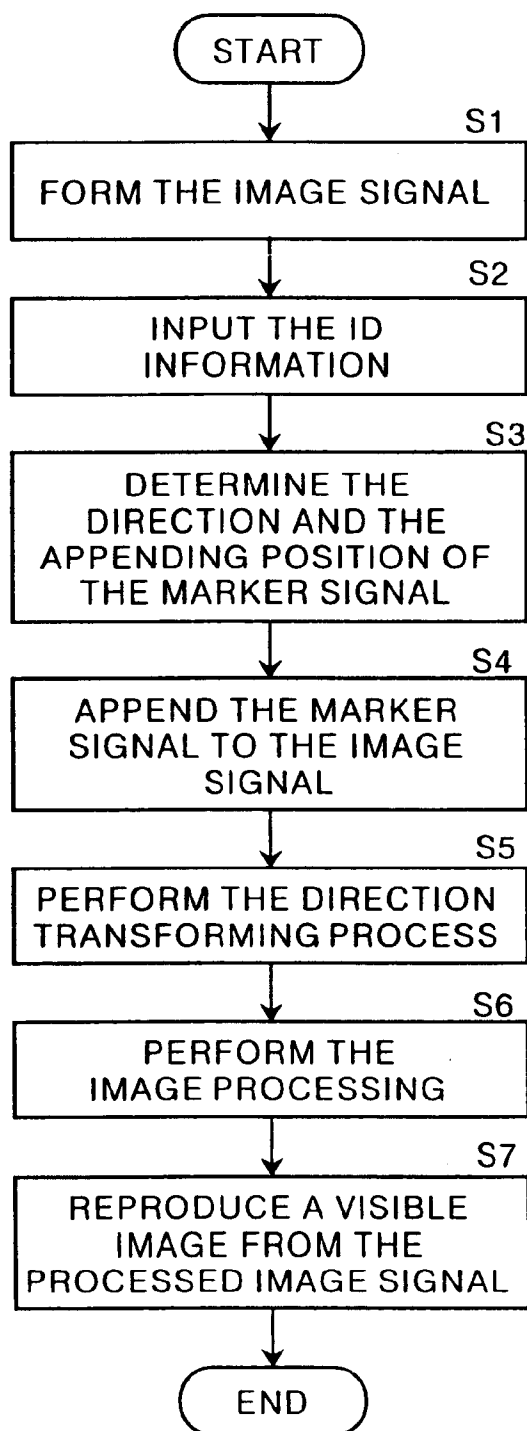 START
S1
FORM THE IMAGE SIGNAL
S2
INPUT THE ID
INFORMATION
S3
DETERMINE THE
DIRECTION AND THE
APPENDING POSITION OF
THE MARKER SIGNAL
S4
APPEND THE MARKER
SIGNAL TO THE IMAGE
SIGNAL
S5
PERFORM THE DIRECTION
TRANSFORMING PROCESS
S6
PERFORM THE
IMAGE PROCESSING
S7
REPRODUCE A VISIBLE
IMAGE FROM THE
PROCESSED IMAGE SIGNAL
END